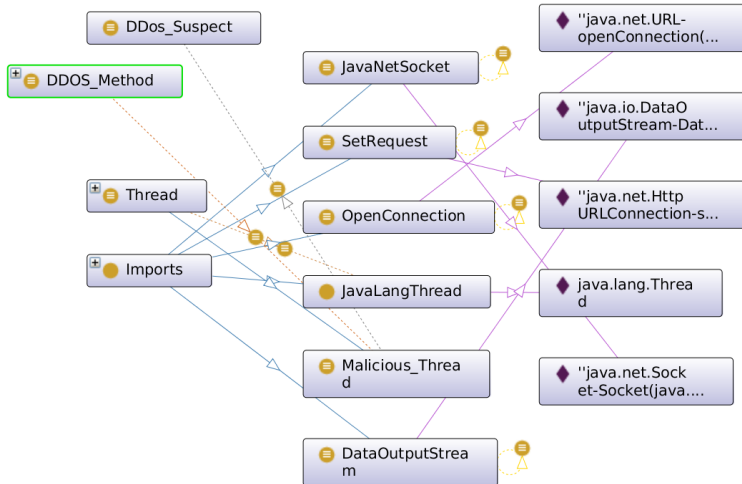 DDos_Suspect
DDOS_Method
Thread
Imports
JavaNetSocket
SetRequest
OpenConnection
JavaLangThread
Malicious_Threa
d
DataOutputStrea
m
"java.net.URL-
openConnection(...
"java.io.DataO
utputStream-Dat...
"java.net.Http
URLConnection-s...
java.lang.Threa
d
"java.net.Sock
et-Socket(java....